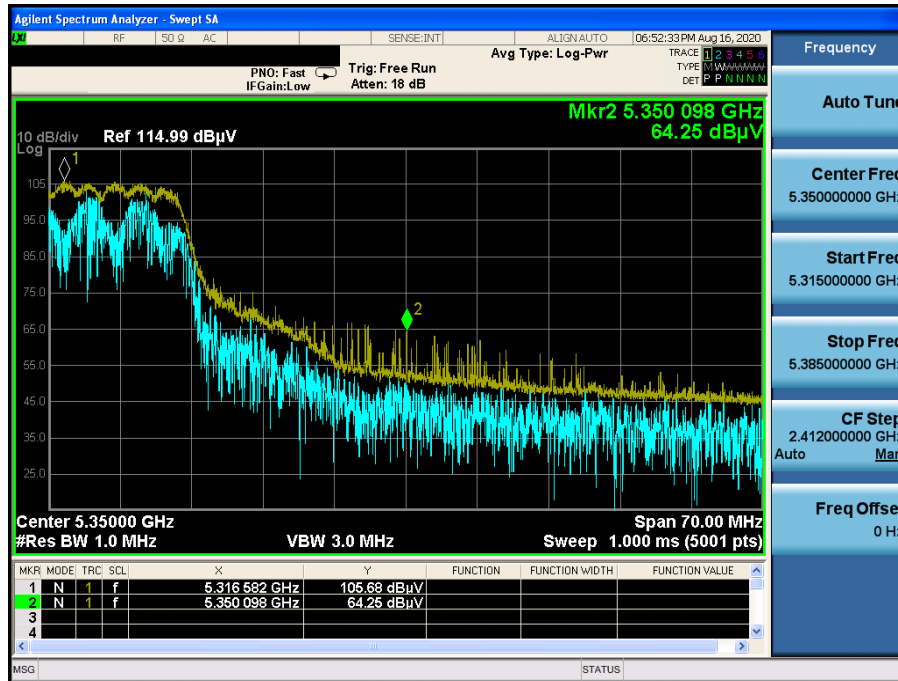 Agilent Spectrum Analyzer - Swept SA
LXI RF 50 Ω AC SENSE:INT ALIGN AUTO 06:52:33 PM Aug 16, 2020
Frequency
Avg Type: Log-Pwr
TRACE 1 2 3 4 5 6
PNO: Fast Trig: Free Run TYPE M W W W W W
IFGain:Low Atten: 18 dB DET P P N N N N
Auto Tune
Mkr2 5.350 098 GHz
64.25 dBµV
10 dB/div Ref 114.99 dBµV
Log
1
105
95.0
85.0
75.0
65.0
55.0
45.0
35.0
25.0
2
Center Freq
5.350000000 GHz
Start Freq
5.315000000 GHz
Stop Freq
5.385000000 GHz
CF Step
2.412000000 GHz
Auto Man
Freq Offset
0 Hz
Center 5.35000 GHz Span 70.00 MHz
#Res BW 1.0 MHz VBW 3.0 MHz Sweep 1.000 ms (5001 pts)
MKR MODE TRC SCL X Y FUNCTION FUNCTION WIDTH FUNCTION VALUE
1 N 1 f 5.316 582 GHz 105.68 dBµV
2 N 1 f 5.350 098 GHz 64.25 dBµV
3
4
MSG STATUS